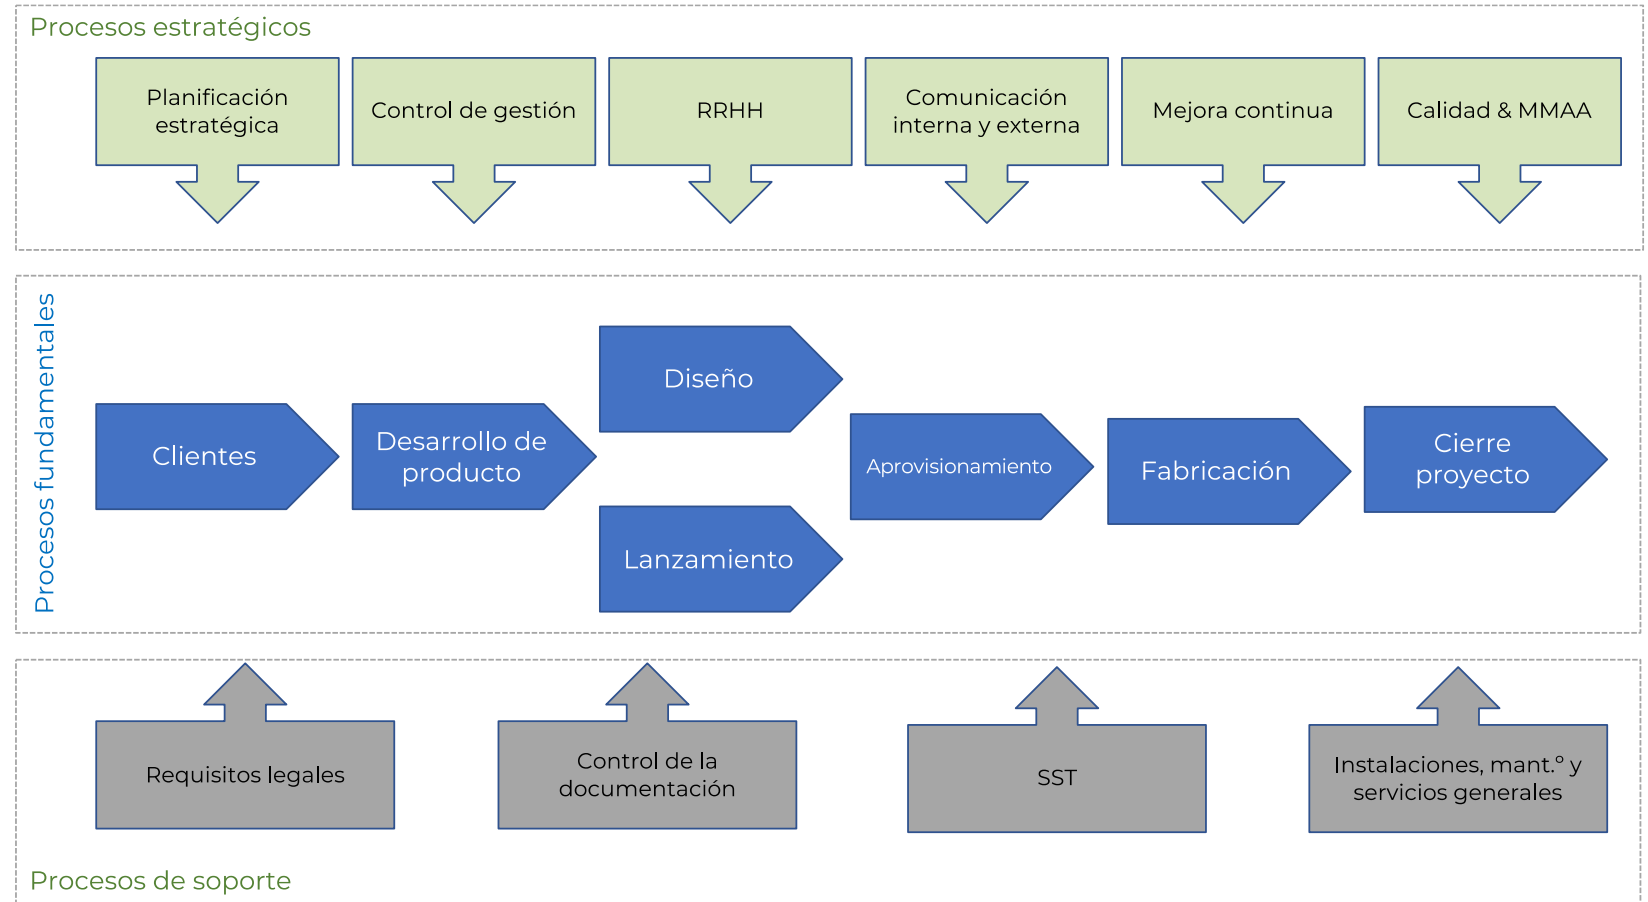 Procesos estratégicos
Planificación
estratégica
Control de gestión
RRHH
Comunicación
interna y externa
Mejora continua
Calidad & MMAA
Procesos fundamentales
Clientes
Desarrollo de
producto
Diseño
Lanzamiento
Aprovisionamiento
Fabricación
Cierre
proyecto
Requisitos legales
Control de la
documentación
SST
Instalaciones, mant.º y
servicios generales
Procesos de soporte